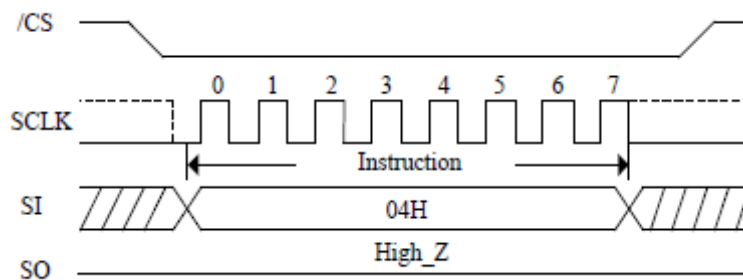 /CS
0 1 2 3 4 5 6 7
SCLK
Instruction
SI 04H
High_Z
SO